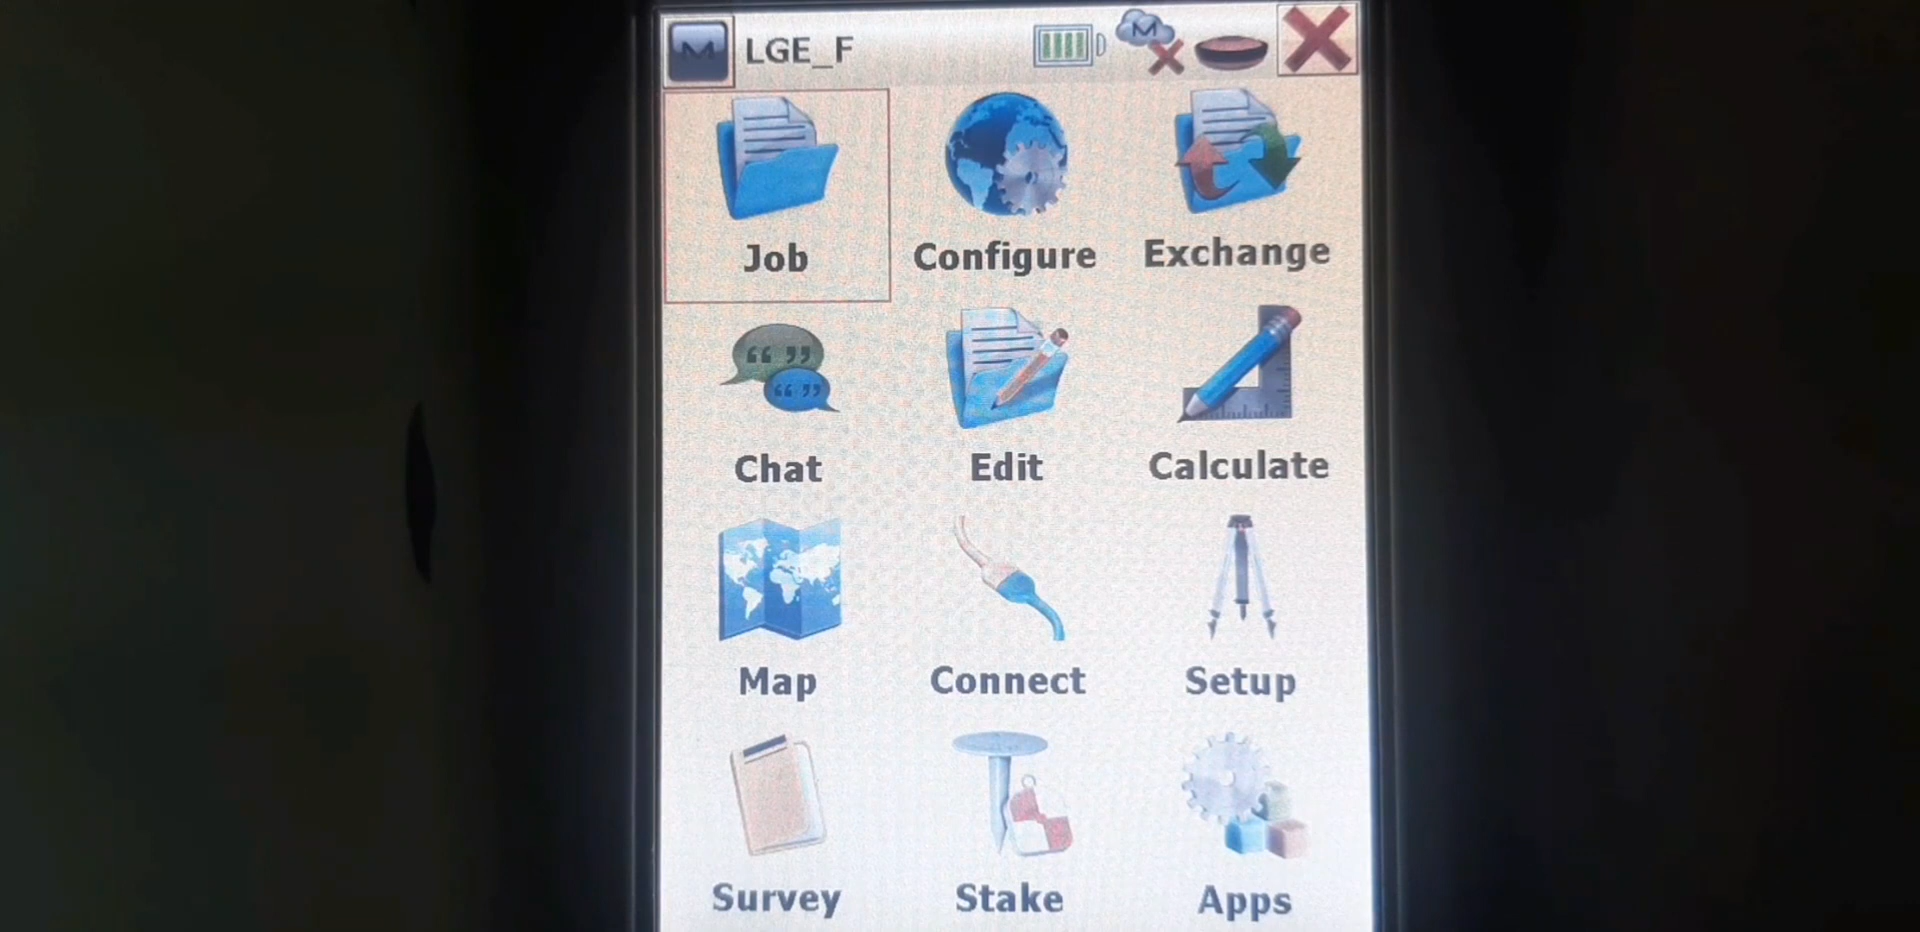 LGE_F
Job Configure Exchange
Chat Edit Calculate
Map Connect Setup
Survey Stake Apps